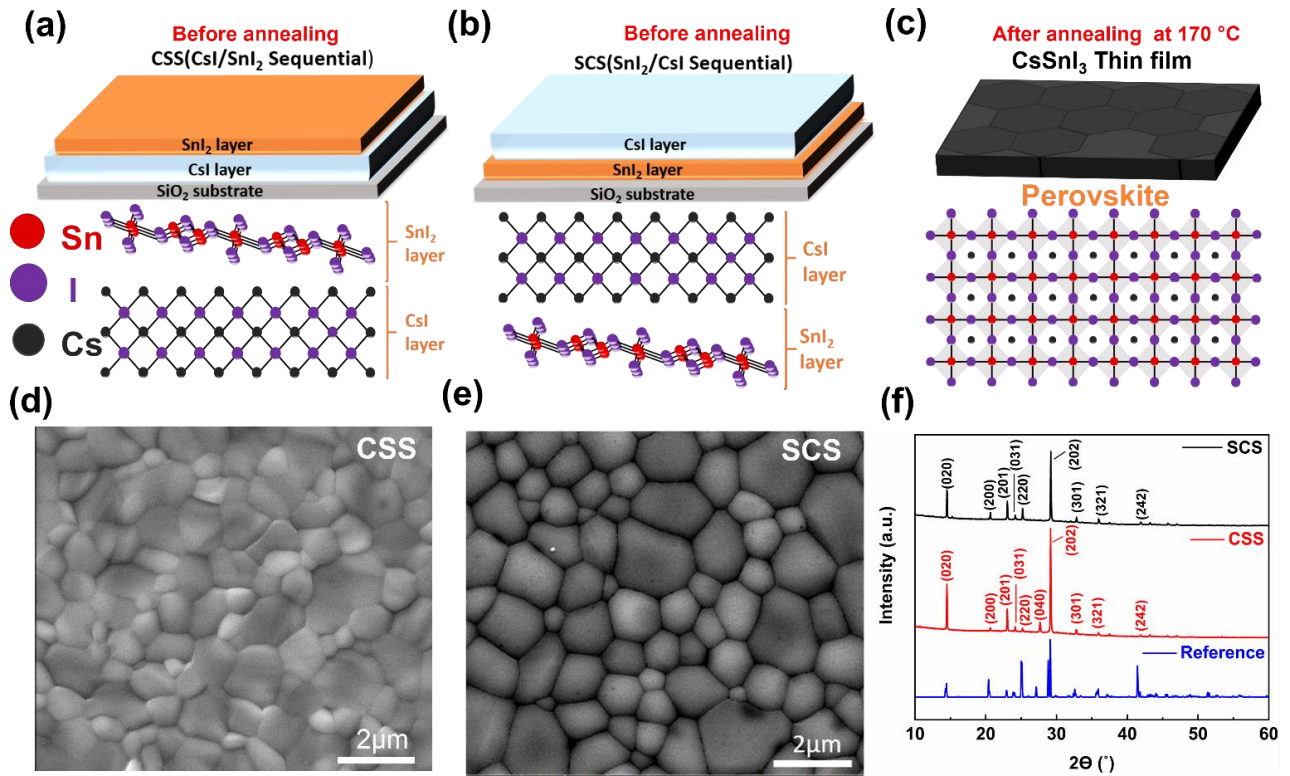 (a)
Before annealing
CSS(CsI/SnI₂ Sequential)
SnI₂ layer
CsI layer
SiO₂ substrate
Sn
I
Cs
SnI₂
layer
CsI
layer
(b)
Before annealing
SCS(SnI₂/CsI Sequential)
CsI layer
SnI₂ layer
SiO₂ substrate
CsI
layer
SnI₂
layer
(c)
After annealing at 170 °C
CsSnI₃ Thin film
Perovskite
(d)
CSS
2μm
(e)
SCS
2μm
(f)
SCS
(020)
(200)
(201)
(031)
(220)
(202)
(301)
(321)
(242)
CSS
(020)
(200)
(201)
(031)
(220)
(040)
(202)
(301)
(321)
(242)
Reference
Intensity (a.u.)
10 20 30 40 50 60
2Θ (˚)